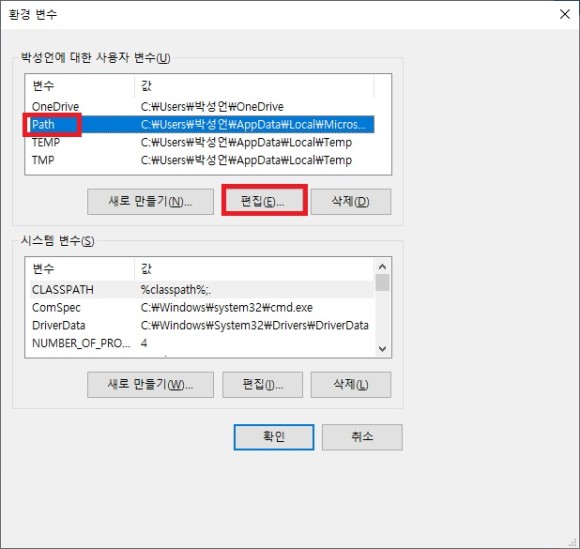 환경 변수
박성언에 대한 사용자 변수(U)
변수 값
OneDrive C:₩Users₩박성언₩OneDrive
Path C:₩Users₩박성언₩AppData₩Local₩Micros...
TEMP C:₩Users₩박성언₩AppData₩Local₩Temp
TMP C:₩Users₩박성언₩AppData₩Local₩Temp
새로 만들기(N)... 편집(E)... 삭제(D)
시스템 변수(S)
변수 값
CLASSPATH %classpath%;.
ComSpec C:₩Windows₩system32₩cmd.exe
DriverData C:₩Windows₩System32₩Drivers₩DriverData
NUMBER_OF_PRO... 4
새로 만들기(W)... 편집(I)... 삭제(L)
확인 취소